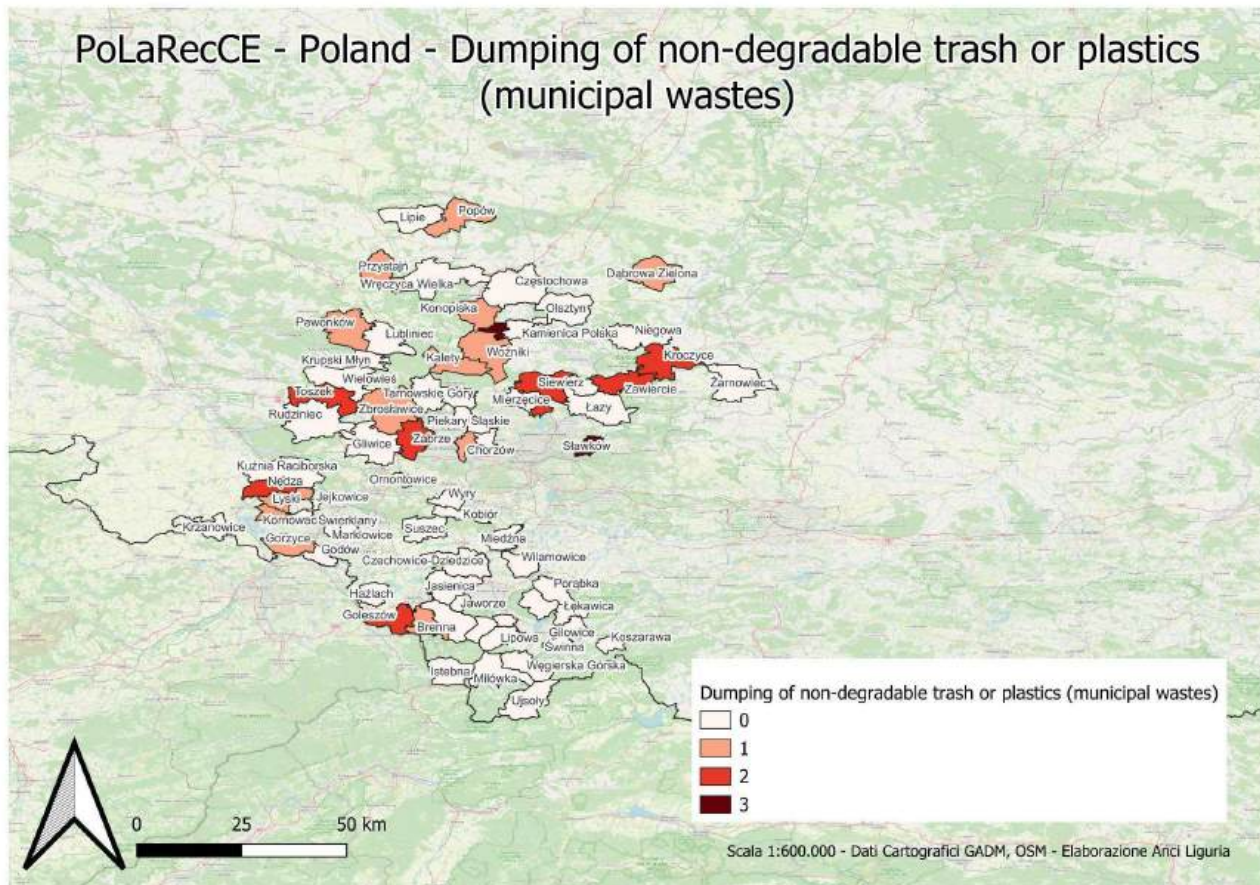 PoLaRecCE - Poland - Dumping of non-degradable trash or plastics
(municipal wastes)
Lipie
Popów
Przystajń
Wręczyca Wielka
Częstochowa
Dąbrowa Zielona
Konopiska
Olsztyn
Pawonków
Lubliniec
Kamienica Polska
Niegowa
Woźniki
Krupski Młyn
Kalety
Kroczyce
Wielowieś
Siewierz
Zawiercie
Żarnowiec
Toszek
Tarnowskie Góry
Mierzęcice
Zbrosławice
Łazy
Rudziniec
Piekary Śląskie
Gliwice
Zabrze
Chorzów
Sławków
Kuźnia Raciborska
Nędza
Ornontowice
Lyski
Jejkowice
Wyry
Kornowac
Świerklany
Kobiór
Krzanowice
Suszec
Markłowice
Gorzyce
Miedźna
Godów
Czechowice-Dziedzice
Wilamowice
Jasienica
Porąbka
Hażlach
Jaworze
Łękawica
Goleszów
Brenna
Gilowice
Lipowa
Koszarawa
Świnna
Istebna
Milówka
Węgierska Górska
Ujsoły
Dumping of non-degradable trash or plastics (municipal wastes)
0
1
2
3
0 25 50 km
Scala 1:600.000 - Dati Cartografici GADM, OSM - Elaborazione Anci Liguria